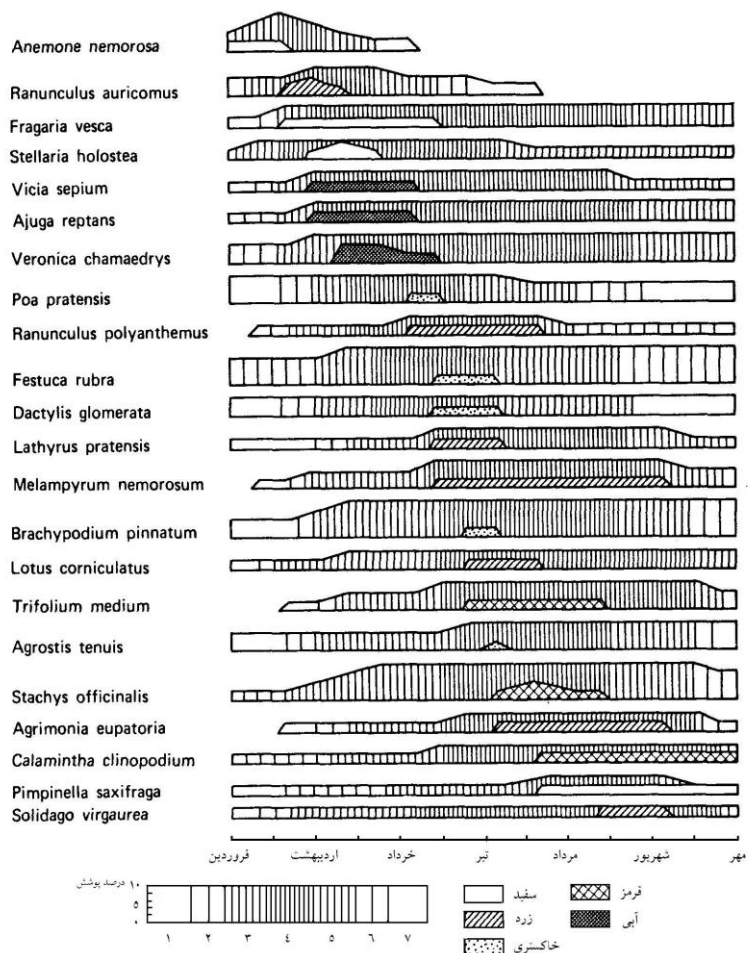 Anemone nemorosa
Ranunculus auricomus
Fragaria vesca
Stellaria holostea
Vicia sepium
Ajuga reptans
Veronica chamaedrys
Poa pratensis
Ranunculus polyanthemus
Festuca rubra
Dactylis glomerata
Lathyrus pratensis
Melampyrum nemorosum
Brachypodium pinnatum
Lotus corniculatus
Trifolium medium
Agrostis tenuis
Stachys officinalis
Agrimonia eupatoria
Calamintha clinopodium
Pimpinella saxifraga
Solidago virgaurea
فروردین اردیبهشت خرداد تیر مرداد شهریور مهر
درصد پوشش ۱۰
۵
۰
۱ ۲ ۳ ۴ ۵ ۶ ۷
سفید قرمز
زرد آبی
خاکستری